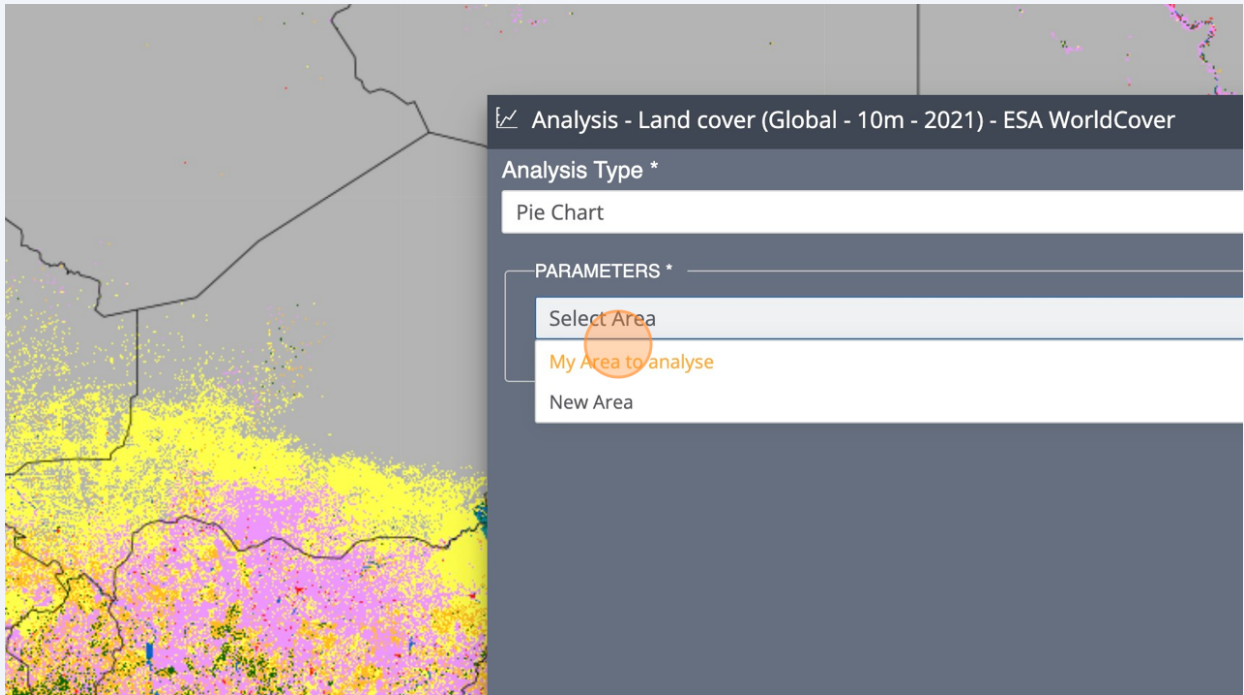 Analysis - Land cover (Global - 10m - 2021) - ESA WorldCover
Analysis Type *
Pie Chart
PARAMETERS *
Select Area
My Area to analyse
New Area